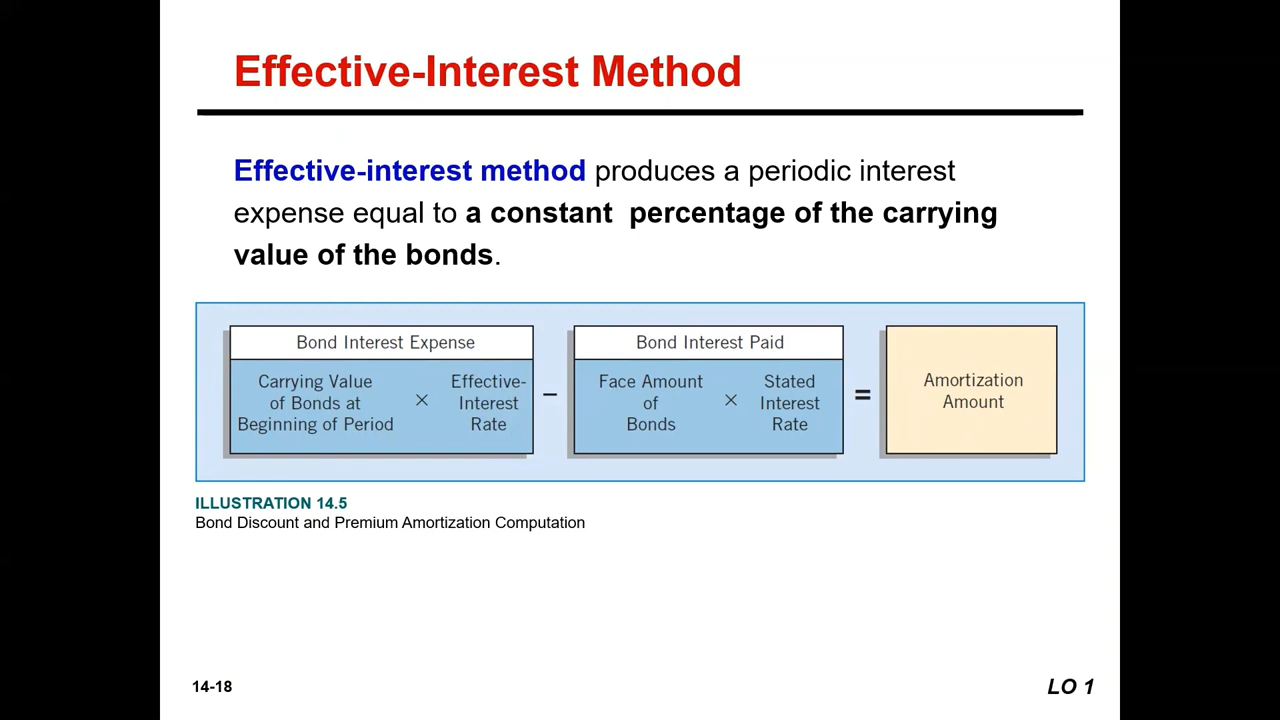 Effective-Interest Method
Effective-interest method produces a periodic interest
expense equal to a constant  percentage of the carrying
value of the bonds.
Bond Interest Expense
Carrying Value
of Bonds at
Beginning of Period
×
Effective-
Interest
Rate
–
Bond Interest Paid
Face Amount
of
Bonds
×
Stated
Interest
Rate
=
Amortization
Amount
ILLUSTRATION 14.5
Bond Discount and Premium Amortization Computation
14-18
LO 1